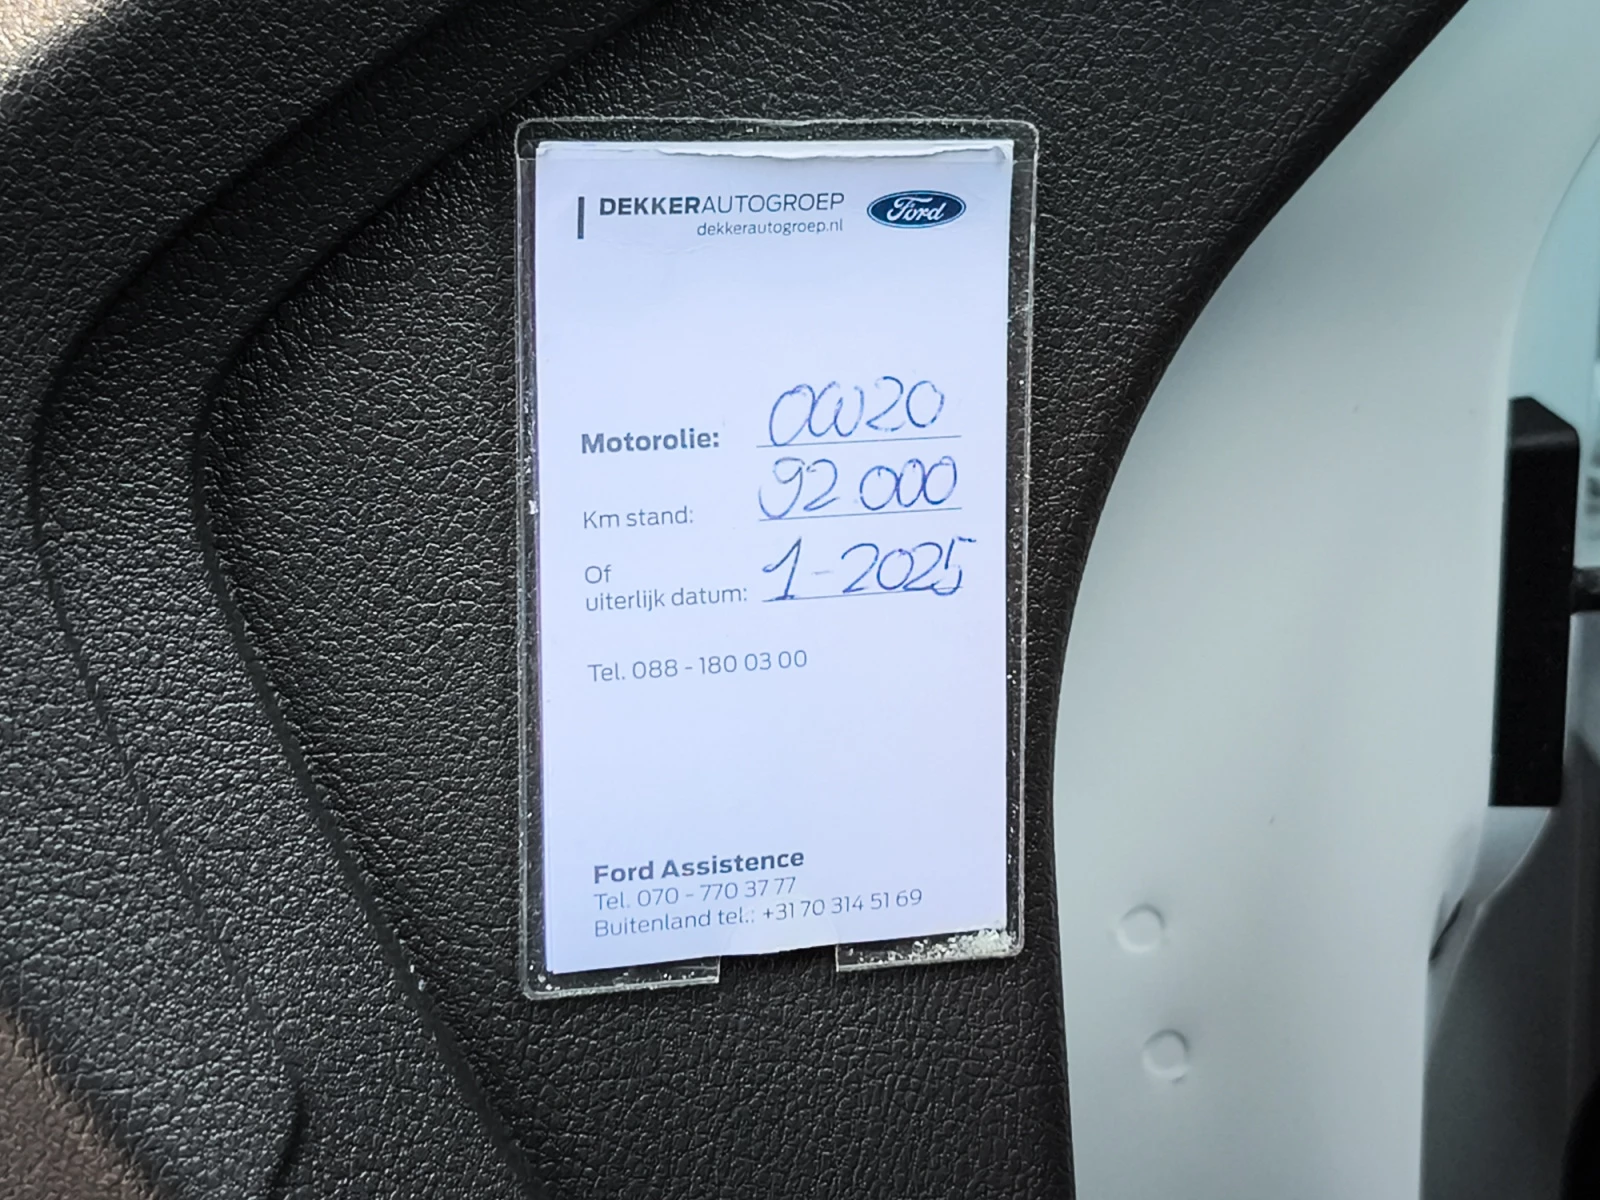 DEKKERAUTOGROEP
Ford
dekkerautogroep.nl
Motorolie: 0W20
Km stand: 92 000
Of
uiterlijk datum: 1-2025
Tel. 088 - 180 03 00
Ford Assistence
Tel. 070 - 770 37 77
Buitenland tel.: +31 70 314 51 69